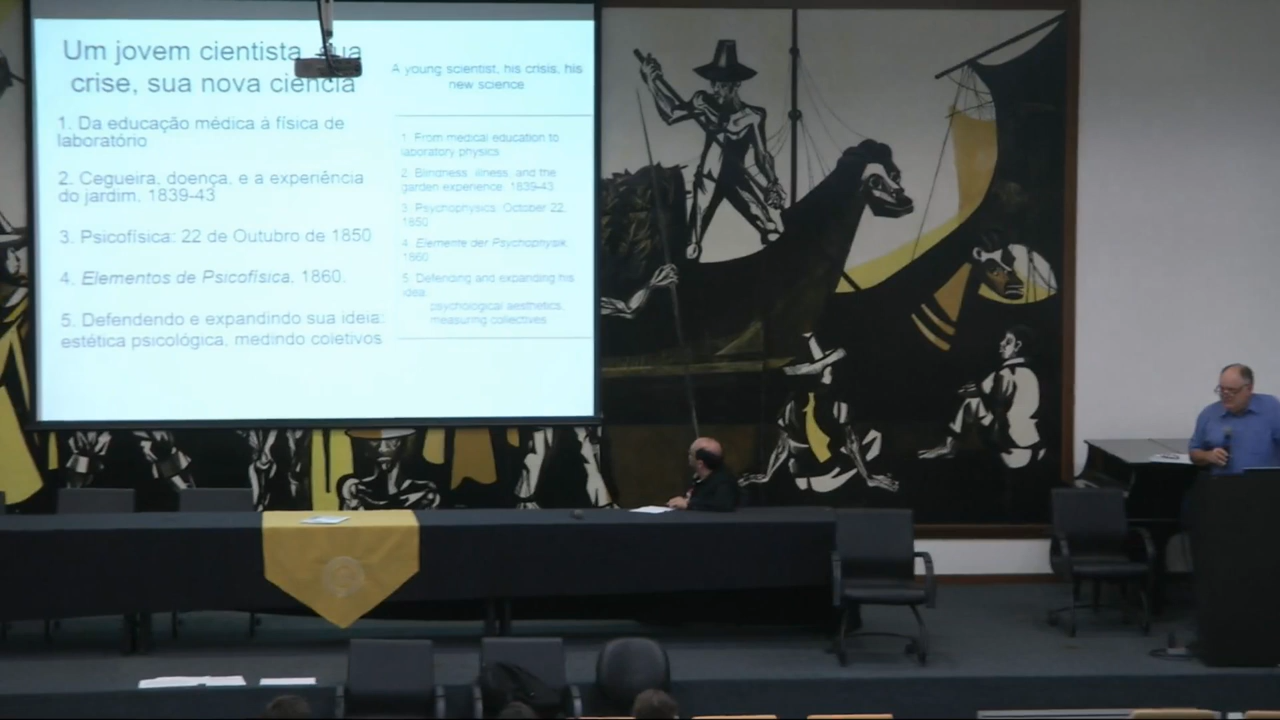 Um jovem cientista, sua
crise, sua nova ciência
1. Da educação médica à física de
laboratório
2. Cegueira, doença, e a experiência
do jardim, 1839-43
3. Psicofísica: 22 de Outubro de 1850
4. Elementos de Psicofísica, 1860.
5. Defendendo e expandindo sua ideia:
estética psicológica, medindo coletivos
A young scientist, his crisis, his
new science
1. From medical education to
laboratory physics
2. Blindness, illness, and the
garden experience, 1839-43
3. Psychophysics: October 22,
1850
4. Elemente der Psychophysik,
1860
5. Defending and expanding his
idea:
psychological aesthetics,
measuring collectives